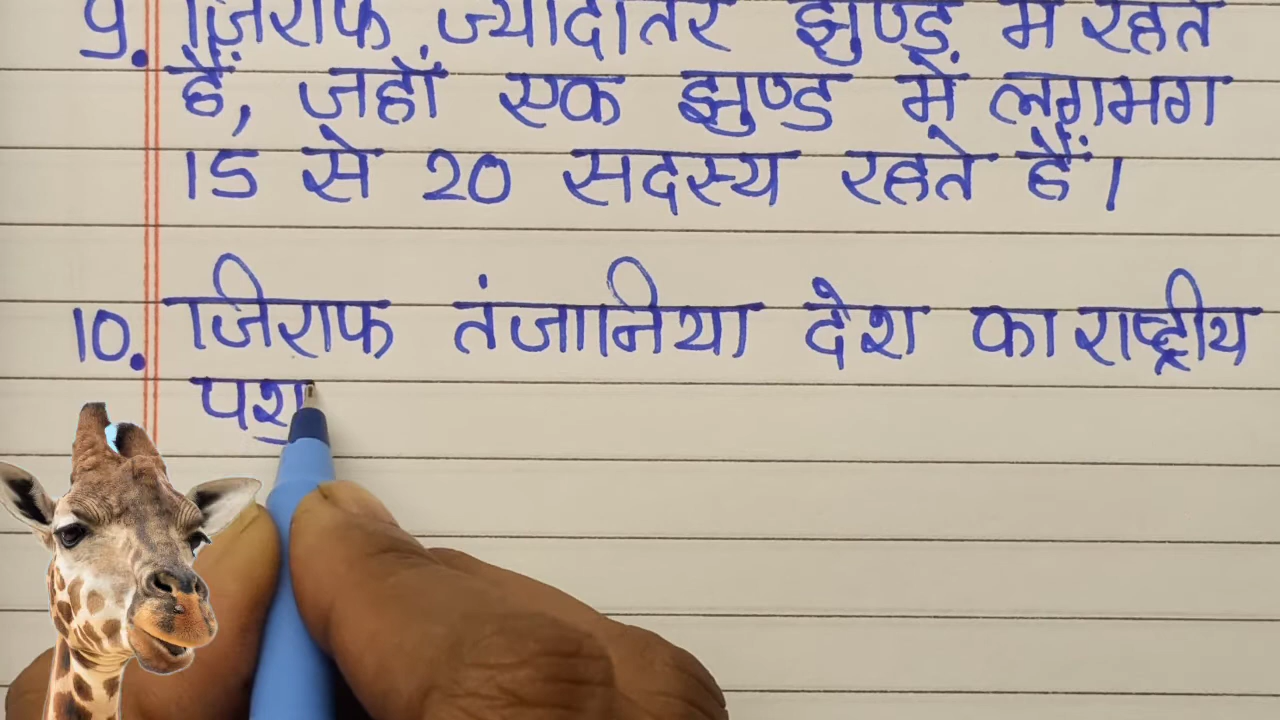 9. जिराफ ज्यादातर झुण्ड में रहते
हैं, जहाँ एक झुण्ड में लगभग
15 से 20 सदस्य रहते हैं।
10. जिराफ तंजानिया देश का राष्ट्रीय
पश